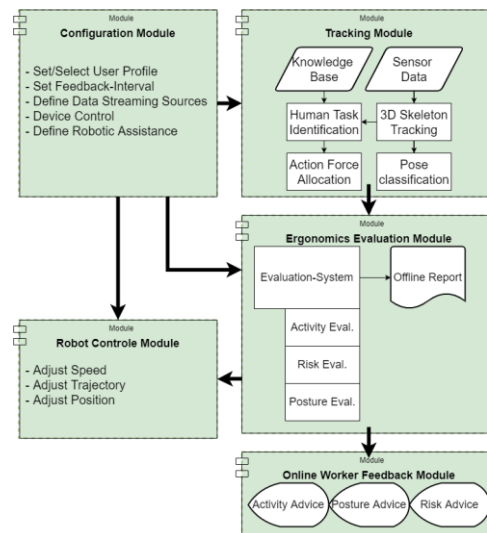 Module
Configuration Module
- Set/Select User Profile
- Set Feedback-Interval
- Define Data Streaming Sources
- Device Control
- Define Robotic Assistance
Module
Tracking Module
Knowledge
Base
Sensor
Data
Human Task
Identification
3D Skeleton
Tracking
Action Force
Allocation
Pose
classification
Module
Ergonomics Evaluation Module
Evaluation-System
Offline Report
Activity Eval.
Risk Eval.
Posture Eval.
Module
Robot Controle Module
- Adjust Speed
- Adjust Trajectory
- Adjust Position
Module
Online Worker Feedback Module
Activity Advice
Posture Advice
Risk Advice